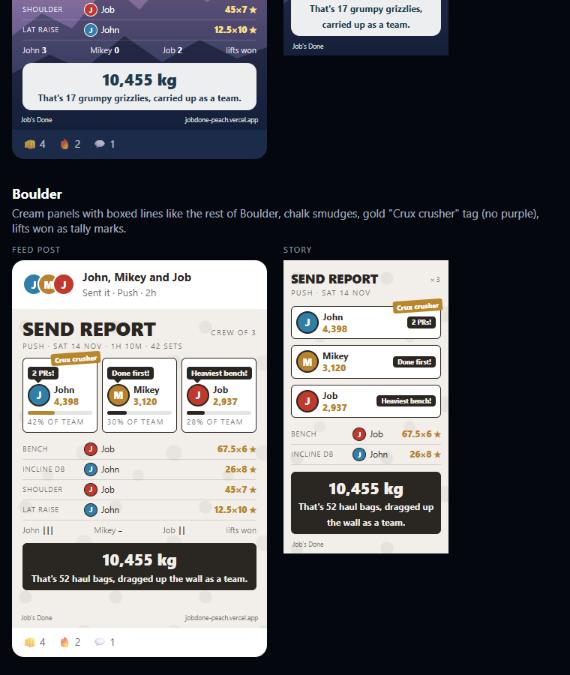 SHOULDER J Job 45×7 ★
LAT RAISE J Job 12.5×10 ★
John 3 Mikey 0 Job 2 lifts won
10,455 kg
That's 17 grumpy grizzlies, carried up as a team.
Job's Done jobdone-peach.vercel.app
4 2 1
That's 17 grumpy grizzlies,
carried up as a team.
Job's Done
Boulder
Cream panels with boxed lines like the rest of Boulder, chalk smudges, gold "Crux crusher" tag (no purple),
lifts won as tally marks.
FEED POST
J M J John, Mikey and Job
Sent it · Push · 2h
SEND REPORT CREW OF 3
PUSH · SAT 14 NOV · 1H 10M · 42 SETS
Crux crusher
2 PRs! Done first! Heaviest bench!
J John 4,398 M Mikey 3,120 J Job 2,937
42% OF TEAM 30% OF TEAM 28% OF TEAM
BENCH J Job 67.5×6 ★
INCLINE DB J John 26×8 ★
SHOULDER J Job 45×7 ★
LAT RAISE J John 12.5×10 ★
John ||| Mikey – Job || lifts won
10,455 kg
That's 52 haul bags, dragged up the wall as a team.
Job's Done jobdone-peach.vercel.app
4 2 1
STORY
SEND REPORT ×3
PUSH · SAT 14 NOV
Crux crusher
J John 4,398 2 PRs!
M Mikey 3,120 Done first!
J Job 2,937 Heaviest bench!
BENCH J Job 67.5×6 ★
INCLINE DB J John 26×8 ★
10,455 kg
That's 52 haul bags, dragged up
the wall as a team.
Job's Done